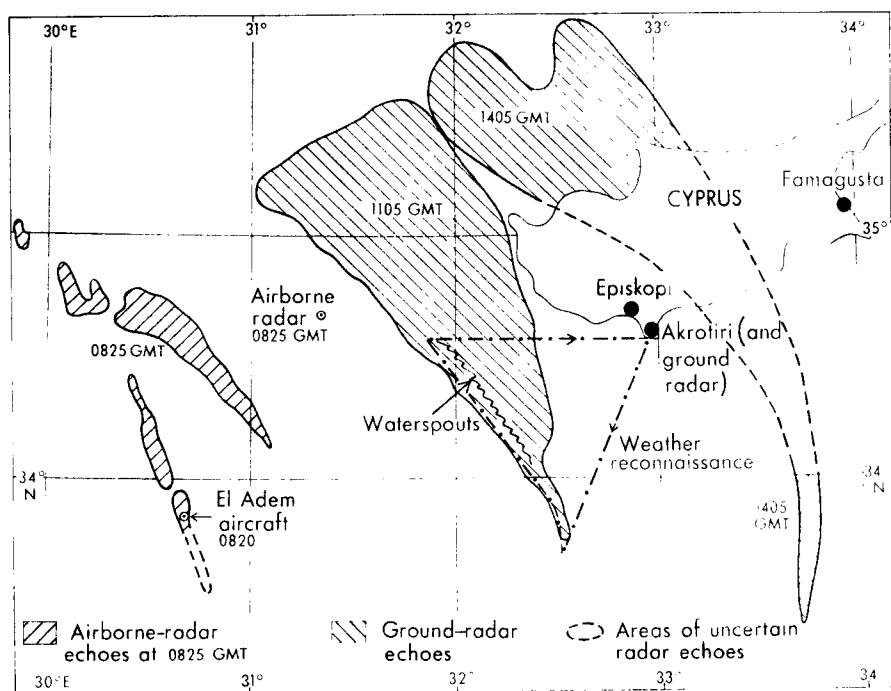 30°E 31° 32° 33° 34°
1405 GMT
Famagusta
CYPRUS
1105 GMT
35°
Episkopi
Airborne
radar
0825 GMT
Akrotiri (and
ground
radar)
0825 GMT
Waterspouts
Weather
reconnaissance
34°
N
34
N
El Adem
aircraft
0820
GMT
Airborne-radar
echoes at 0825 GMT
Ground-radar
echoes
Areas of uncertain
radar echoes
30°E 31° 32° 33 34